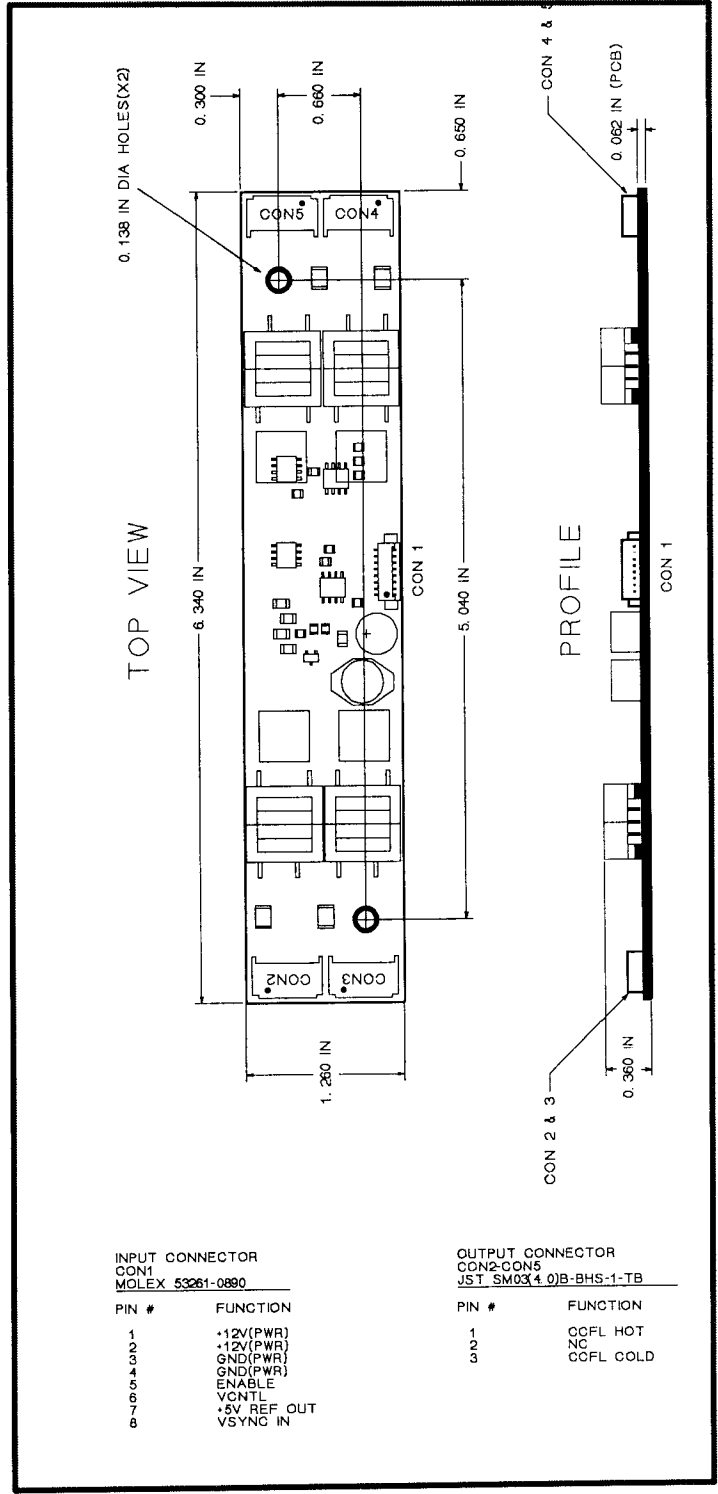 0.138 IN DIA HOLES(X2)
0.300 IN
0.660 IN
0.650 IN
CON5
CON4
TOP VIEW
6.340 IN
CON 1
5.040 IN
CON2
CON3
1.260 IN
CON 4 &
0.062 IN (PCB)
PROFILE
CON 1
CON 2 & 3
0.360 IN
INPUT CONNECTOR
CON1
MOLEX 53261-0890
PIN # FUNCTION
1 +12V(PWR)
2 +12V(PWR)
3 GND(PWR)
4 GND(PWR)
5 ENABLE
6 VCNTL
7 +5V REF OUT
8 VSYNC IN
OUTPUT CONNECTOR
CON2-CON5
JST SM03(4.0)B-BHS-1-TB
PIN # FUNCTION
1 CCFL HOT
2 NC
3 CCFL COLD